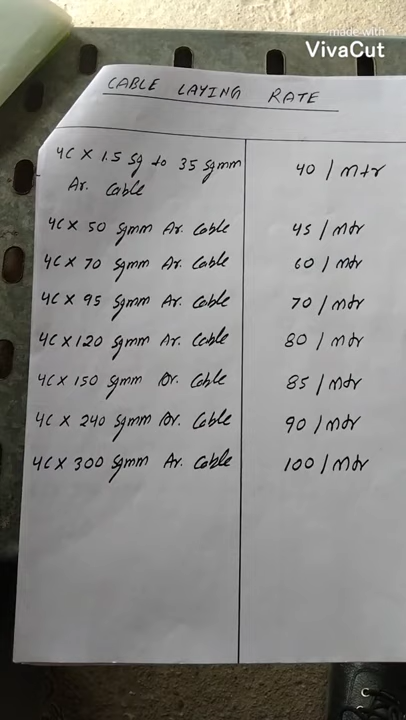 made with
VivaCut
CABLE LAYING RATE
4C X 1.5 Sq to 35 Sqmm
Ar. Cable
40 / mtr
4C X 50 Sqmm Ar. Cable 45 / Mtr
4C X 70 Sqmm Ar. Cable 60 / Mtr
4C X 95 Sqmm Ar. Cable 70 / Mtr
4C X 120 Sqmm Ar. Cable 80 / Mtr
4C X 150 Sqmm Ar. Cable 85 / Mtr
4C X 240 Sqmm Ar. Cable 90 / Mtr
4C X 300 Sqmm Ar. Cable 100 / Mtr